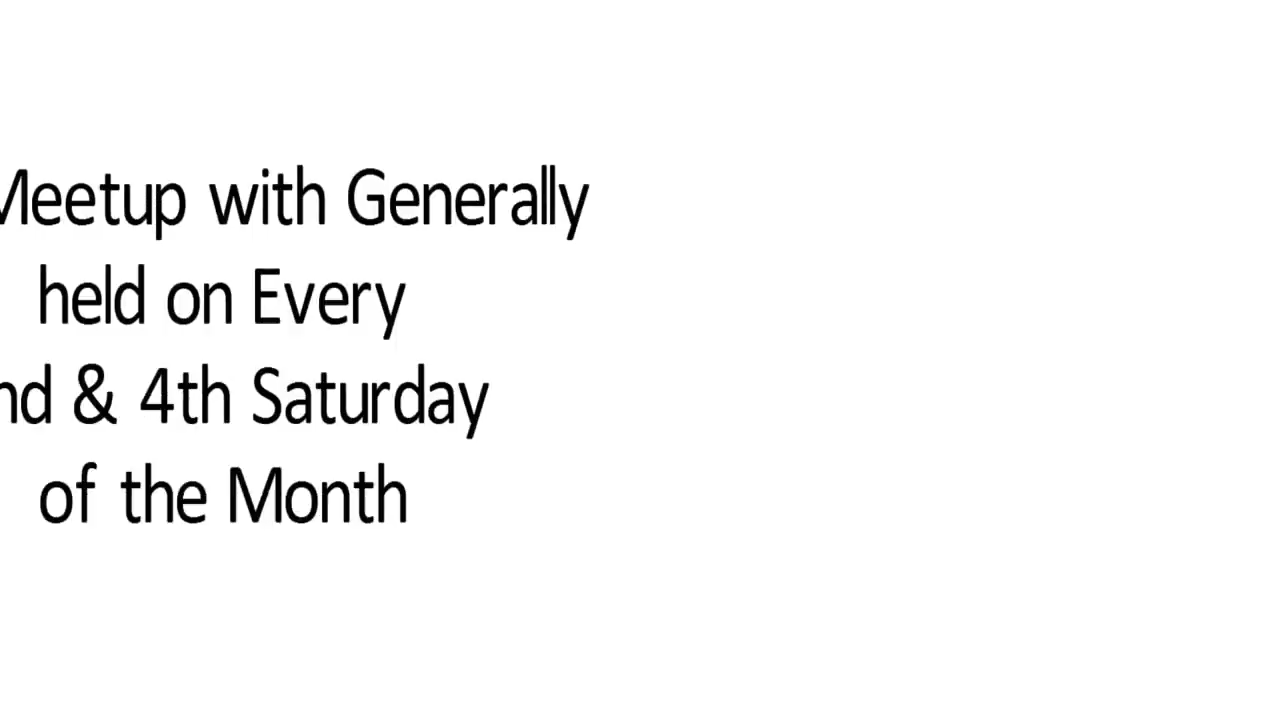 Meetup with Generally
held on Every
nd & 4th Saturday
of the Month